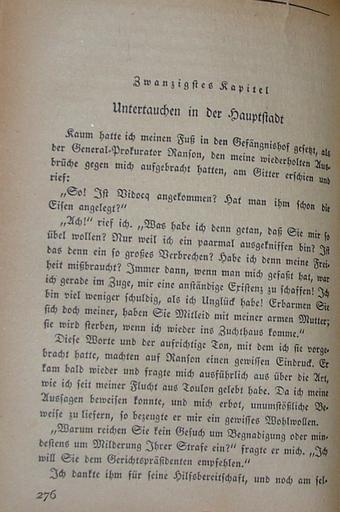 Zwanzigstes Kapitel
Untertauchen in der Hauptstadt
Kaum hatte ich meinen Fuß in den Gefängnishof gesetzt, als
der General-Prokurator Ranson, den meine wiederholten Aus-
brüche gegen mich aufgebracht hatten, am Gitter erschien und
rief:
„So! Ist Vidocq angekommen? Hat man ihm schon die
Eisen angelegt?“
„Ach!“ rief ich. „Was habe ich denn getan, daß Sie mir so
übel wollen? Nur weil ich ein paarmal ausgekniffen bin? Ist
das denn ein so großes Verbrechen? Habe ich denn meine Frei-
heit mißbraucht? Immer dann, wenn man mich gefaßt hat, war
ich gerade im Zuge, mir eine anständige Existenz zu schaffen! Ich
bin viel weniger schuldig, als ich Unglück habe! Erbarmen Sie
sich doch meiner, haben Sie Mitleid mit meiner armen Mutter;
sie wird sterben, wenn ich wieder ins Zuchthaus komme.“
Diese Worte und der aufrichtige Ton, mit dem ich sie vorge-
bracht hatte, machten auf Ranson einen gewissen Eindruck. Er
kam bald wieder und fragte mich ausführlich aus über die Art,
wie ich seit meiner Flucht aus Toulon gelebt habe. Da ich meine
Aussagen beweisen konnte, und mich erbot, unumstößliche Be-
weise zu liefern, so bezeugte er mir ein gewisses Wohlwollen.
„Warum reichen Sie kein Gesuch um Begnadigung oder min-
destens um Milderung Ihrer Strafe ein?“ fragte er mich. „Ich
will Sie dem Gerichtspräsidenten empfehlen.“
Ich dankte ihm für seine Hilfsbereitschaft, und noch am sel-
276